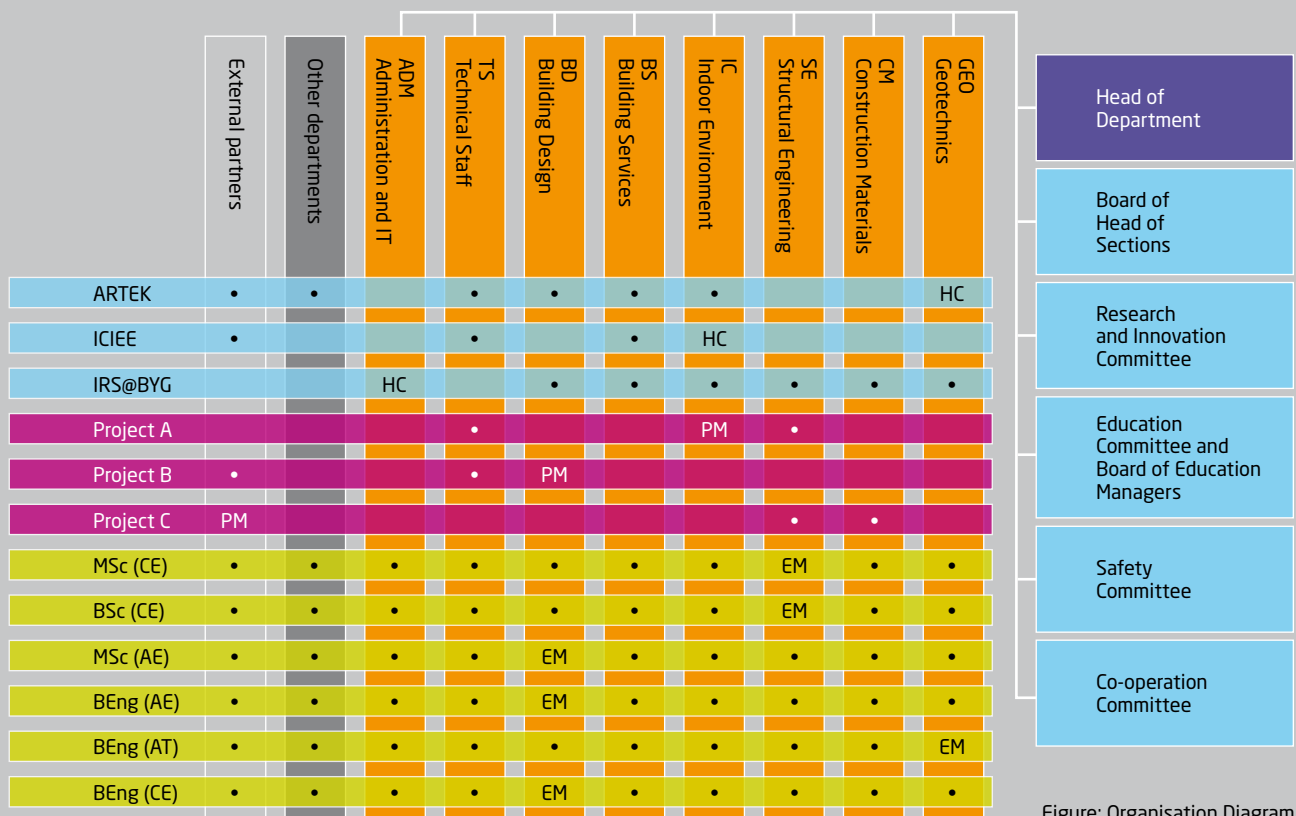 External partners
Other departments
ADM
Administration and IT
TS
Technical Staff
BD
Building Design
BS
Building Services
IC
Indoor Environment
SE
Structural Engineering
CM
Construction Materials
GEO
Geotechnics
Head of
Department
Board of
Head of
Sections
Research
and Innovation
Committee
Education
Committee and
Board of Education
Managers
Safety
Committee
Co-operation
Committee
ARTEK • • • • • • HC
ICIEE • • • HC
IRS@BYG HC • • • • • •
Project A • PM •
Project B • • PM
Project C PM • •
MSc (CE) • • • • • • • EM • •
BSc (CE) • • • • • • • EM • •
MSc (AE) • • • • EM • • • • •
BEng (AE) • • • • EM • • • • •
BEng (AT) • • • • • • • • • EM
BEng (CE) • • • • EM • • • • •
Figure: Organisation Diagram